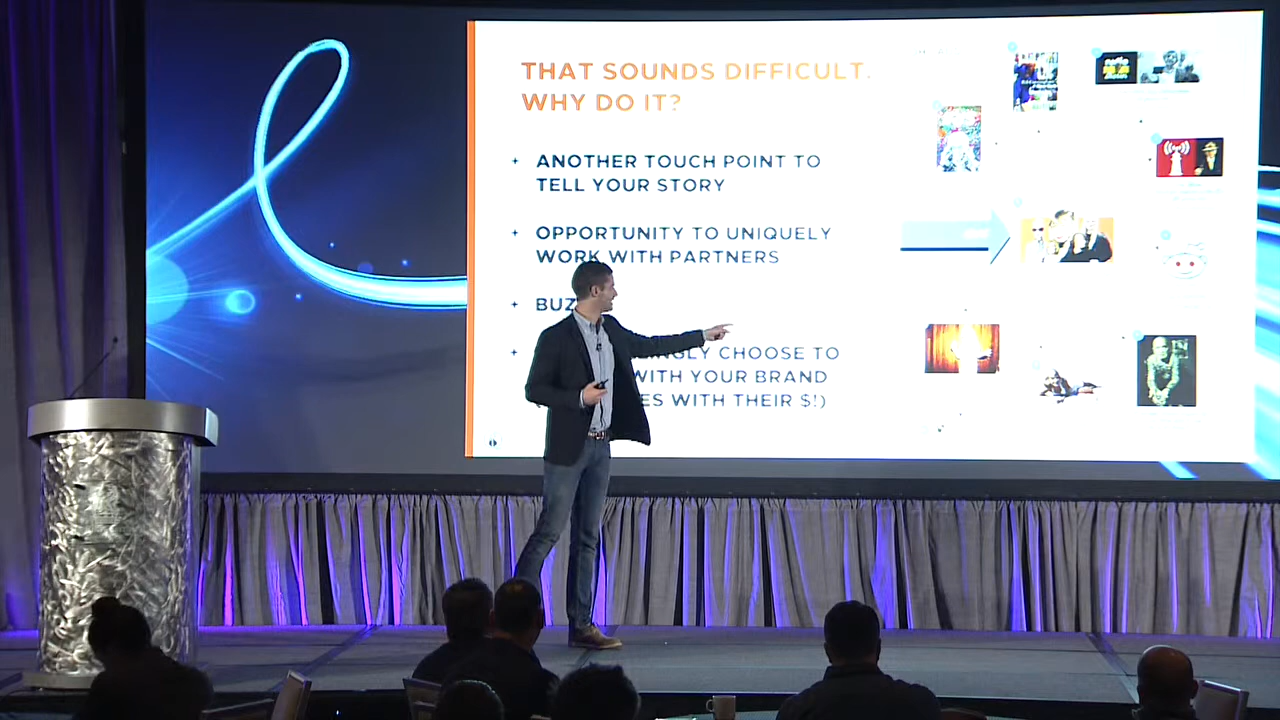 THAT SOUNDS DIFFICULT.
WHY DO IT?
+ ANOTHER TOUCH POINT TO
TELL YOUR STORY
+ OPPORTUNITY TO UNIQUELY
WORK WITH PARTNERS
+ BUZ
+ NGLY CHOOSE TO
WITH YOUR BRAND
ES WITH THEIR $!)